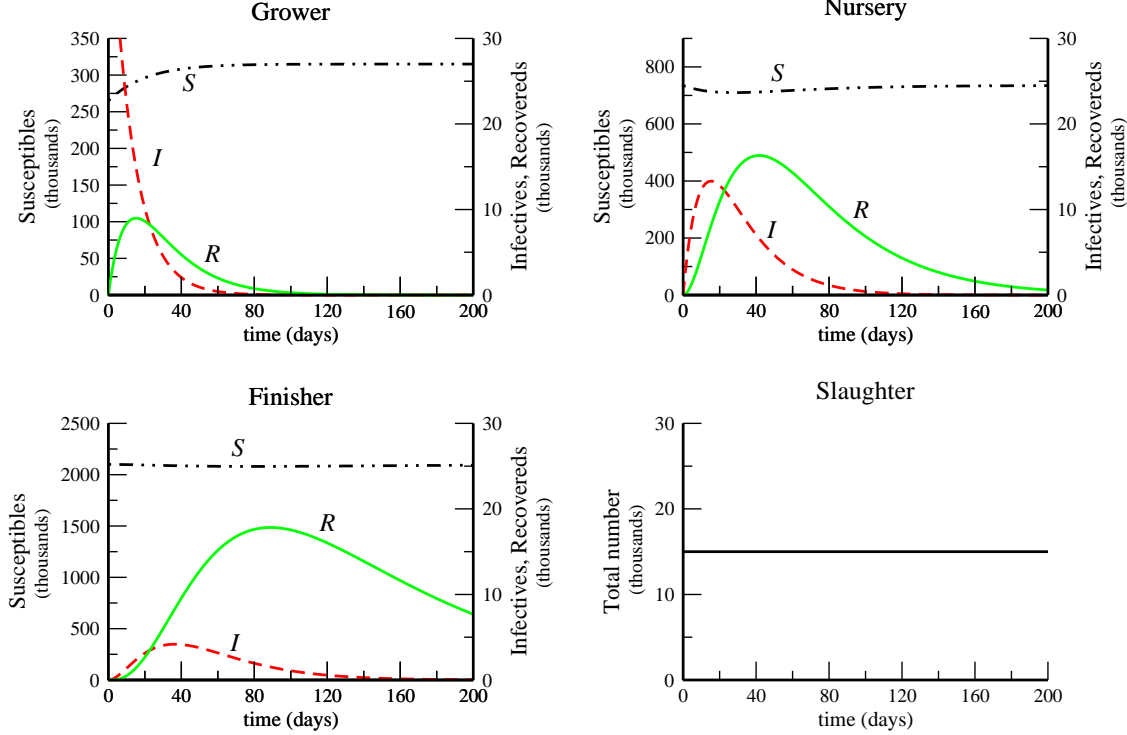 Grower
350
300
250
200
150
100
50
0
30
20
10
0
Susceptibles
(thousands)
Infectives, Recovereds
(thousands)
S
I
R
0 40 80 120 160 200
time (days)
Nursery
800
600
400
200
0
30
20
10
0
Susceptibles
(thousands)
Infectives, Recovereds
(thousands)
S
I
R
0 40 80 120 160 200
time (days)
Finisher
2500
2000
1500
1000
500
0
30
20
10
0
Susceptibles
(thousands)
Infectives, Recovereds
(thousands)
S
R
I
0 40 80 120 160 200
time (days)
Slaughter
30
20
10
0
Total number
(thousands)
0 40 80 120 160 200
time (days)